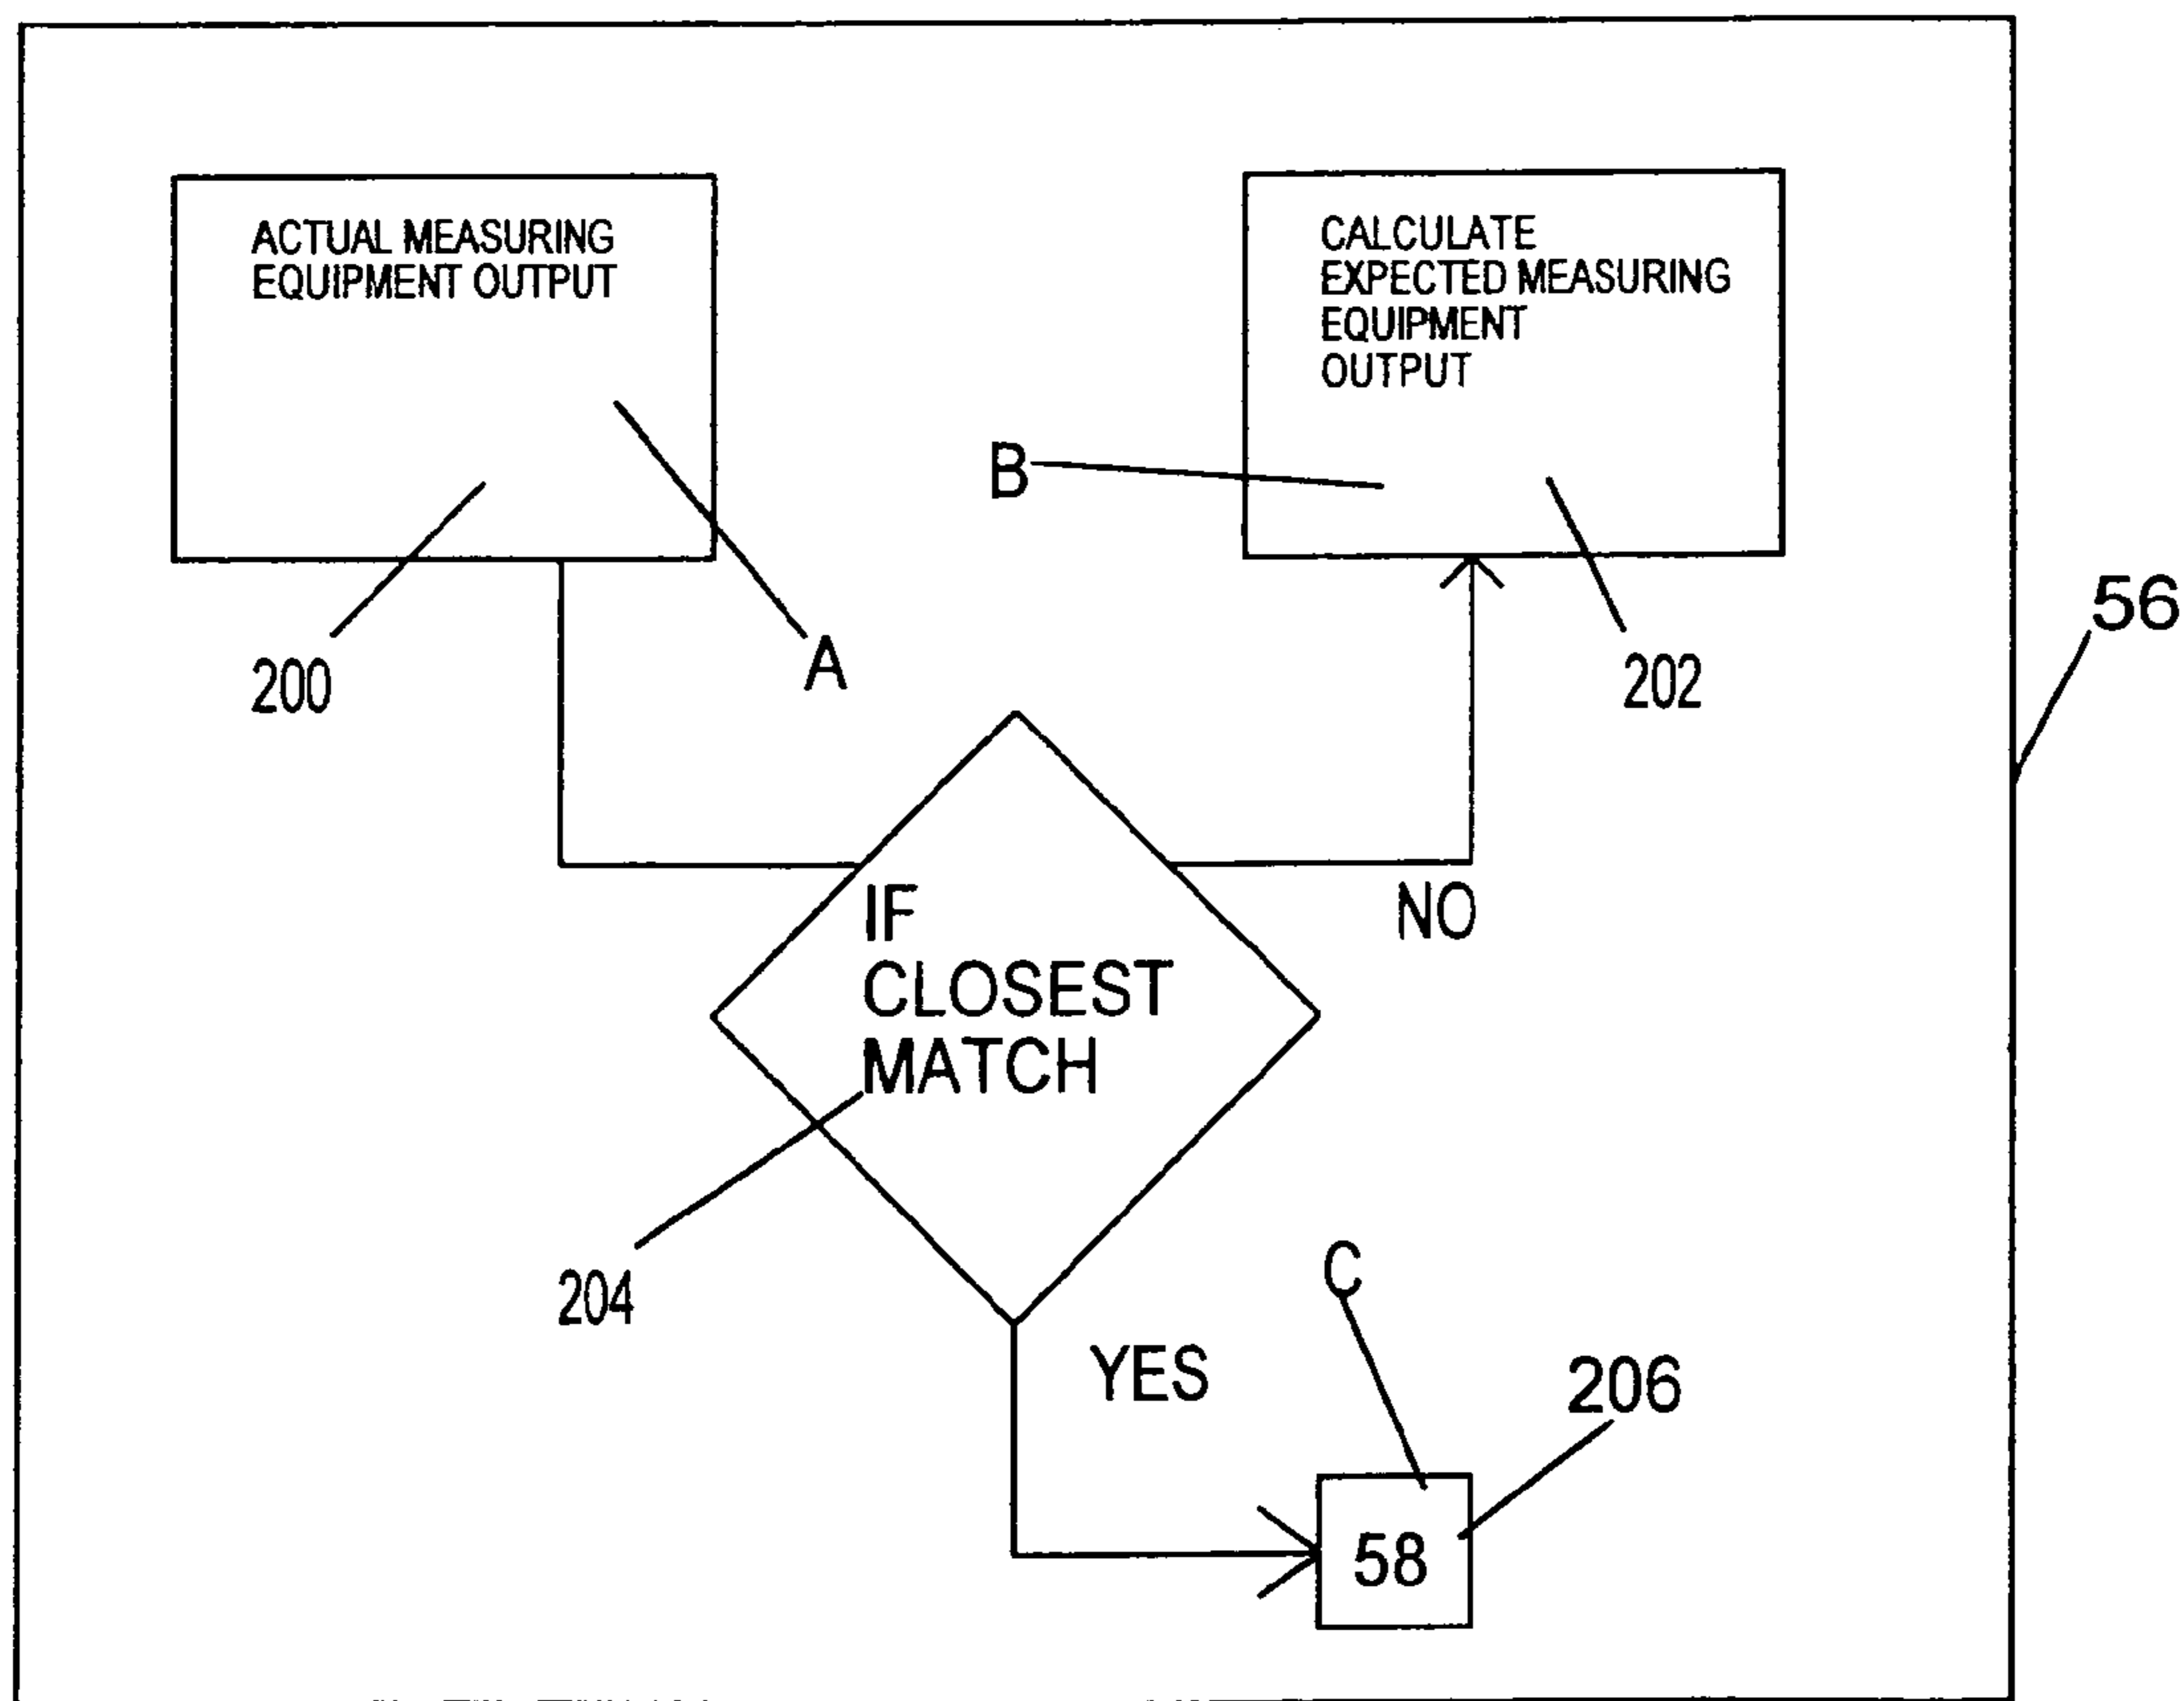 ACTUAL MEASURING
EQUIPMENT OUTPUT
CALCULATE
EXPECTED MEASURING
EQUIPMENT
OUTPUT
B
56
200
A
202
IF
CLOSEST
MATCH
NO
204
C
YES
206
58